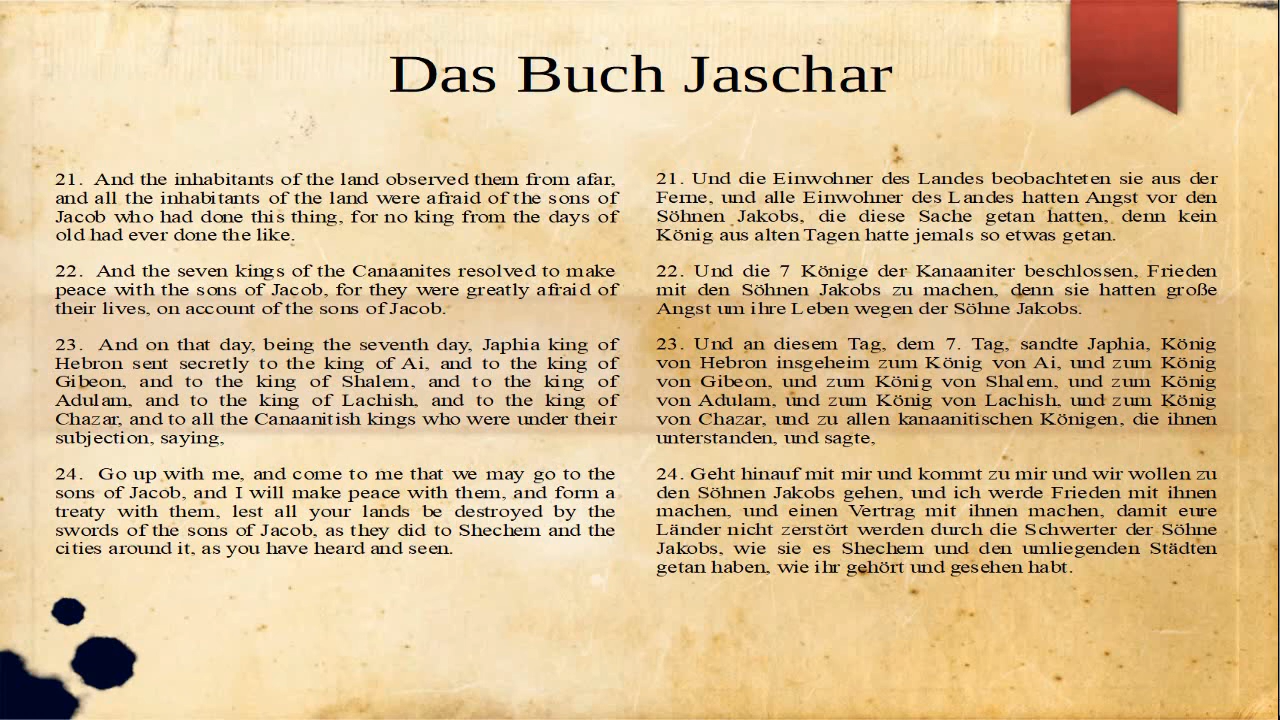 Das Buch Jaschar
21. And the inhabitants of the land observed them from afar,
and all the inhabitants of the land were afraid of the sons of
Jacob who had done this thing, for no king from the days of
old had ever done the like.
22. And the seven kings of the Canaanites resolved to make
peace with the sons of Jacob, for they were greatly afraid of
their lives, on account of the sons of Jacob.
23. And on that day, being the seventh day, Japhia king of
Hebron sent secretly to the king of Ai, and to the king of
Gibeon, and to the king of Shalem, and to the king of
Adulam, and to the king of Lachish, and to the king of
Chazar, and to all the Canaanitish kings who were under their
subjection, saying,
24. Go up with me, and come to me that we may go to the
sons of Jacob, and I will make peace with them, and form a
treaty with them, lest all your lands be destroyed by the
swords of the sons of Jacob, as they did to Shechem and the
cities around it, as you have heard and seen.
21. Und die Einwohner des Landes beobachteten sie aus der
Ferne, und alle Einwohner des Landes hatten Angst vor den
Söhnen Jakobs, die diese Sache getan hatten, denn kein
König aus alten Tagen hatte jemals so etwas getan.
22. Und die 7 Könige der Kanaaniter beschlossen, Frieden
mit den Söhnen Jakobs zu machen, denn sie hatten große
Angst um ihre Leben wegen der Söhne Jakobs.
23. Und an diesem Tag, dem 7. Tag, sandte Japhia, König
von Hebron insgeheim zum König von Ai, und zum König
von Gibeon, und zum König von Shalem, und zum König
von Adulam, und zum König von Lachish, und zum König
von Chazar, und zu allen kanaanitischen Königen, die ihnen
unterstanden, und sagte,
24. Geht hinauf mit mir und kommt zu mir und wir wollen zu
den Söhnen Jakobs gehen, und ich werde Frieden mit ihnen
machen, und einen Vertrag mit ihnen machen, damit eure
Länder nicht zerstört werden durch die Schwerter der Söhne
Jakobs, wie sie es Shechem und den umliegenden Städten
getan haben, wie ihr gehört und gesehen habt.